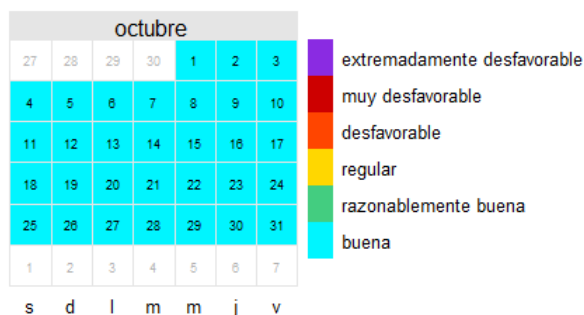 octubre
27 28 29 30 1 2 3
4 5 6 7 8 9 10
11 12 13 14 15 16 17
18 19 20 21 22 23 24
25 26 27 28 29 30 31
1 2 3 4 5 6 7
s d l m m j v
extremadamente desfavorable
muy desfavorable
desfavorable
regular
razonablemente buena
buena